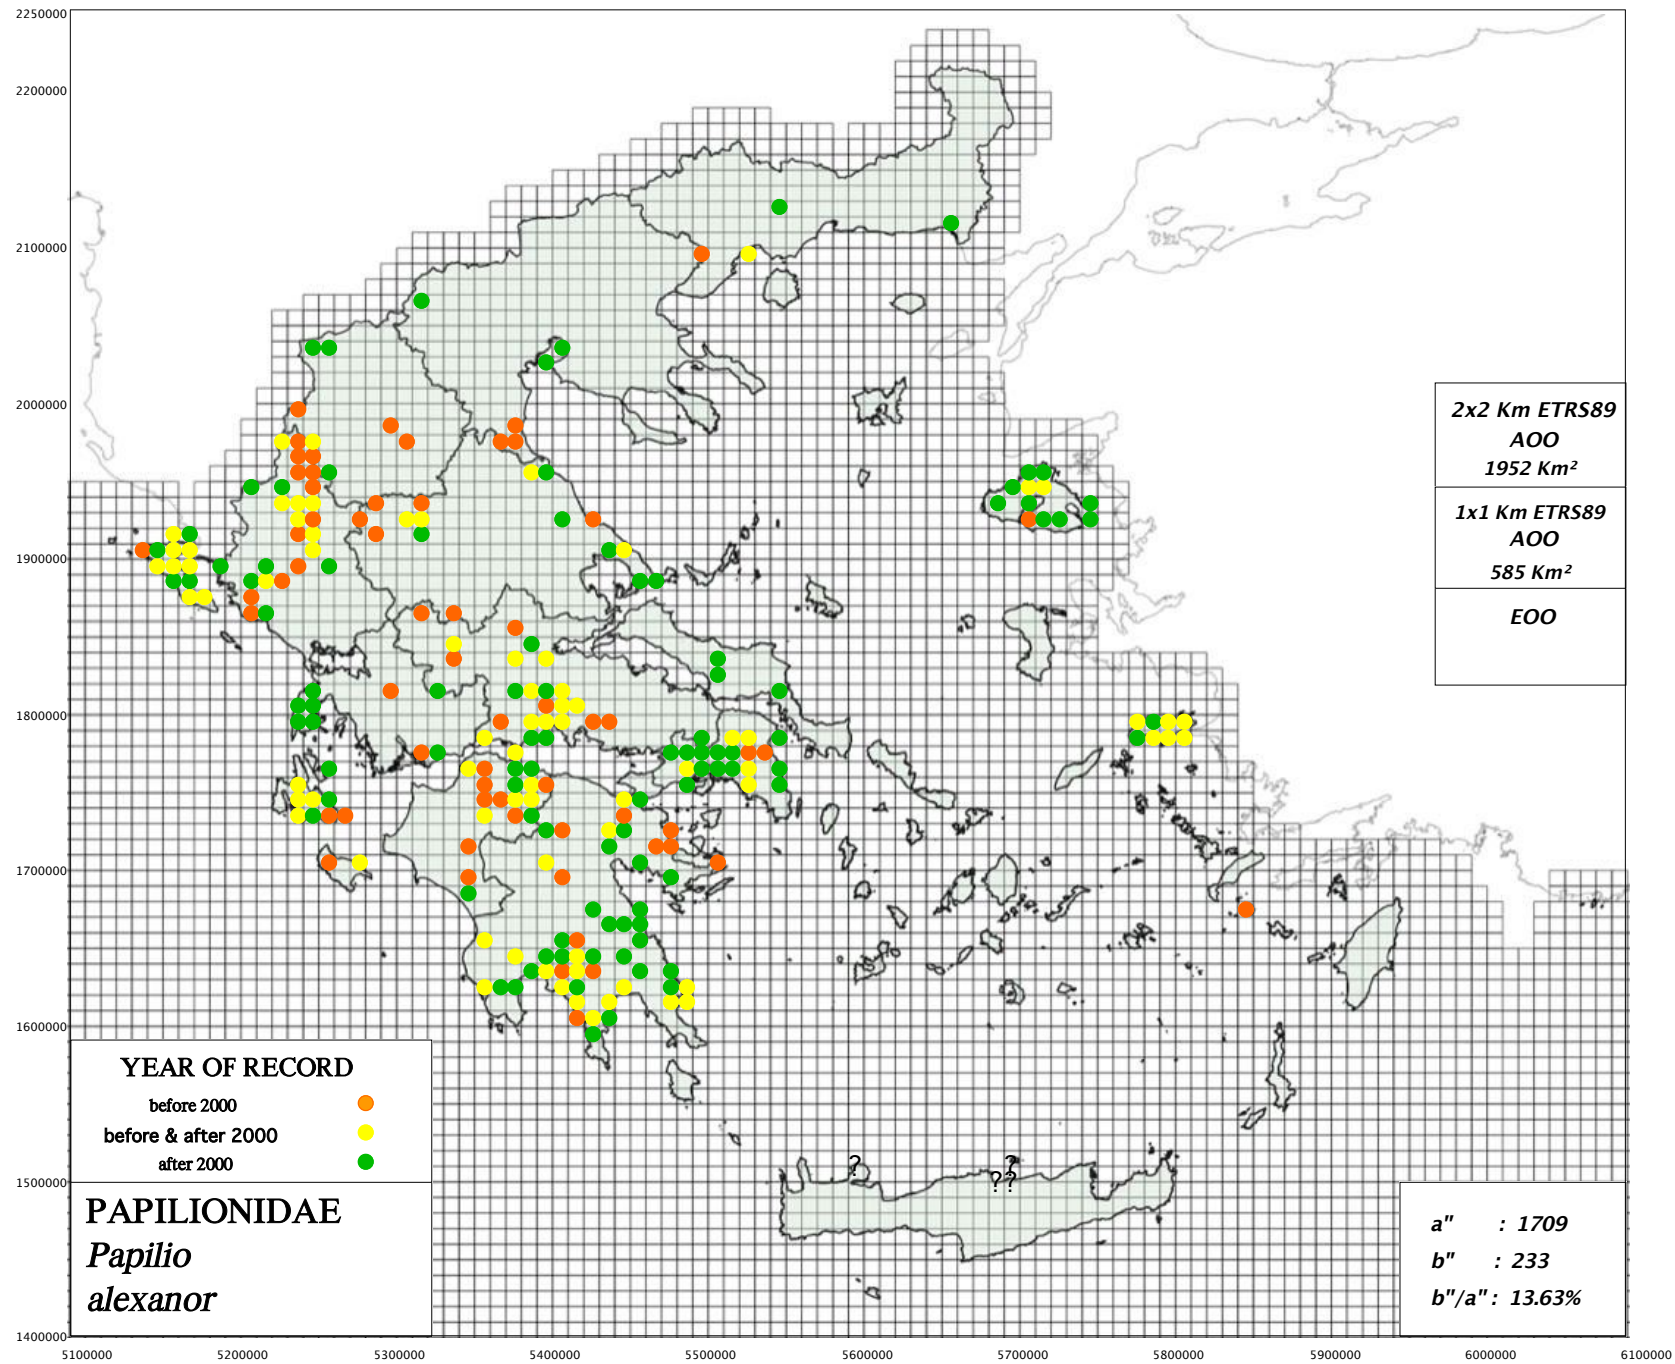 2250000
2200000
2100000
2000000
1900000
1800000
1700000
1600000
1500000
1400000
2x2 Km ETRS89
AOO
1952 Km²
1x1 Km ETRS89
AOO
585 Km²
EOO
YEAR OF RECORD
before 2000
before & after 2000
after 2000
PAPILIONIDAE
Papilio
alexanor
? ?
??
a" : 1709
b" : 233
b"/a" : 13.63%
5100000 5200000 5300000 5400000 5500000 5600000 5700000 5800000 5900000 6000000 6100000